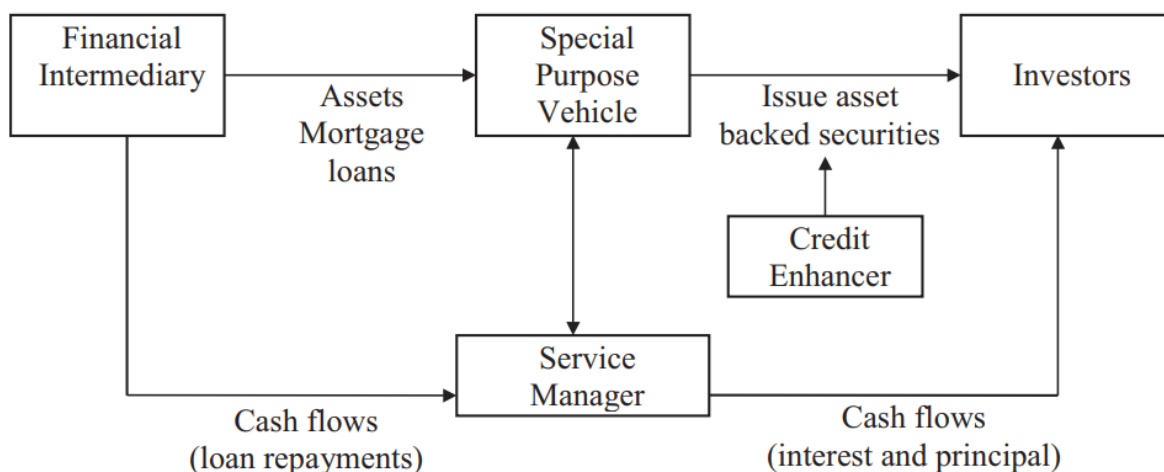 Financial
Intermediary
Assets
Mortgage
loans
Special
Purpose
Vehicle
Issue asset
backed securities
Investors
Credit
Enhancer
Service
Manager
Cash flows
(loan repayments)
Cash flows
(interest and principal)